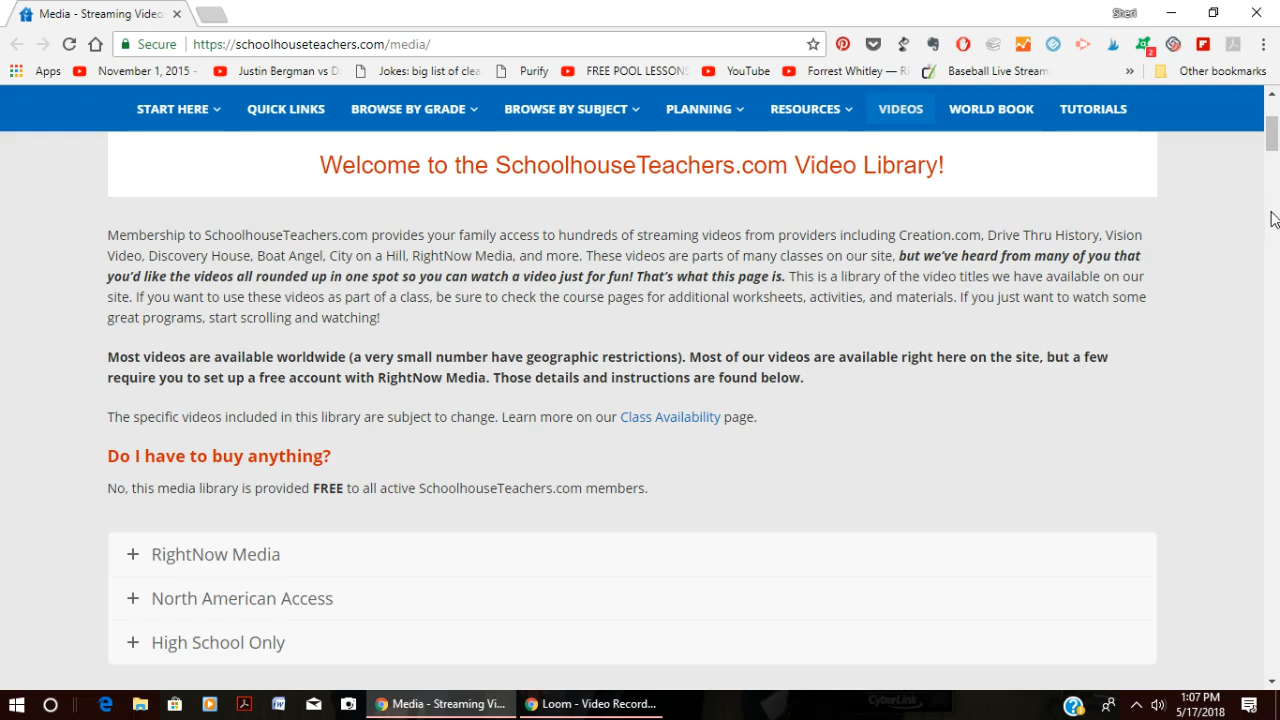 Media - Streaming Video
Sheri
Secure
https://schoolhouseteachers.com/media/
2
Apps
November 1, 2015 -
Justin Bergman vs D
Jokes: big list of clea
Purify
FREE POOL LESSONS
YouTube
Forrest Whitley — R
Baseball Live Stream
»
Other bookmarks
START HERE
QUICK LINKS
BROWSE BY GRADE
BROWSE BY SUBJECT
PLANNING
RESOURCES
VIDEOS
WORLD BOOK
TUTORIALS
Welcome to the SchoolhouseTeachers.com Video Library!
Membership to SchoolhouseTeachers.com provides your family access to hundreds of streaming videos from providers including Creation.com, Drive Thru History, Vision
Video, Discovery House, Boat Angel, City on a Hill, RightNow Media, and more. These videos are parts of many classes on our site, but we've heard from many of you that
you'd like the videos all rounded up in one spot so you can watch a video just for fun! That's what this page is. This is a library of the video titles we have available on our
site. If you want to use these videos as part of a class, be sure to check the course pages for additional worksheets, activities, and materials. If you just want to watch some
great programs, start scrolling and watching!
Most videos are available worldwide (a very small number have geographic restrictions). Most of our videos are available right here on the site, but a few
require you to set up a free account with RightNow Media. Those details and instructions are found below.
The specific videos included in this library are subject to change. Learn more on our Class Availability page.
Do I have to buy anything?
No, this media library is provided FREE to all active SchoolhouseTeachers.com members.
+ RightNow Media
+ North American Access
+ High School Only
Media - Streaming Vi...
Loom - Video Record...
CyberLink
1:07 PM
5/17/2018